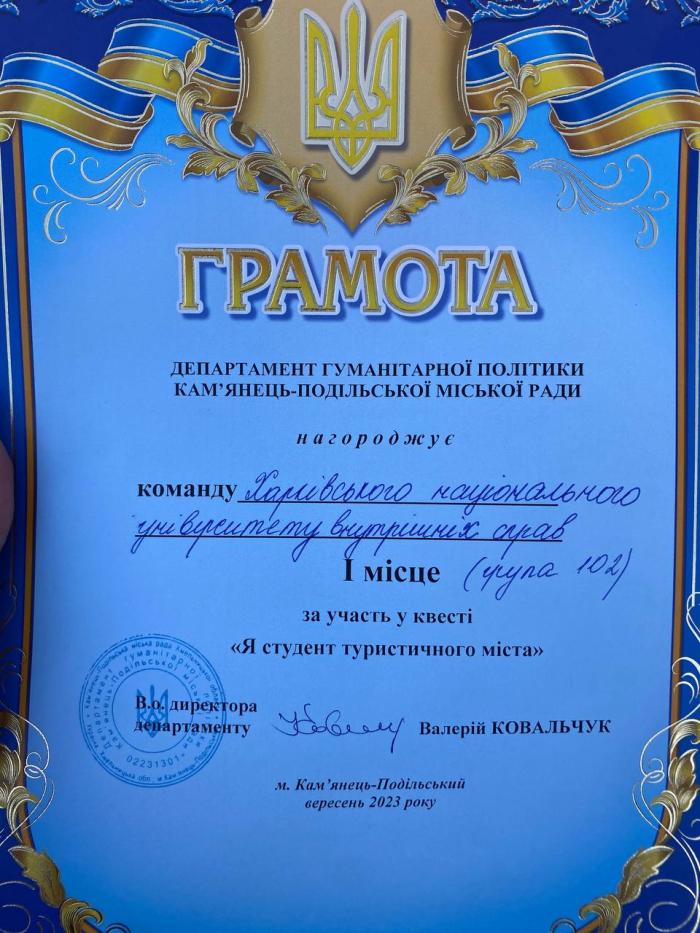 ГРАМОТА
ДЕПАРТАМЕНТ ГУМАНІТАРНОЇ ПОЛІТИКИ
КАМ’ЯНЕЦЬ-ПОДІЛЬСЬКОЇ МІСЬКОЇ РАДИ
нагороджує
команду Харківського національного
університету внутрішніх справ
І місце (група 102)
за участь у квесті
«Я студент туристичного міста»
В.о. директора
департаменту Валерій КОВАЛЬЧУК
02231301
м. Кам’янець-Подільський
вересень 2023 року